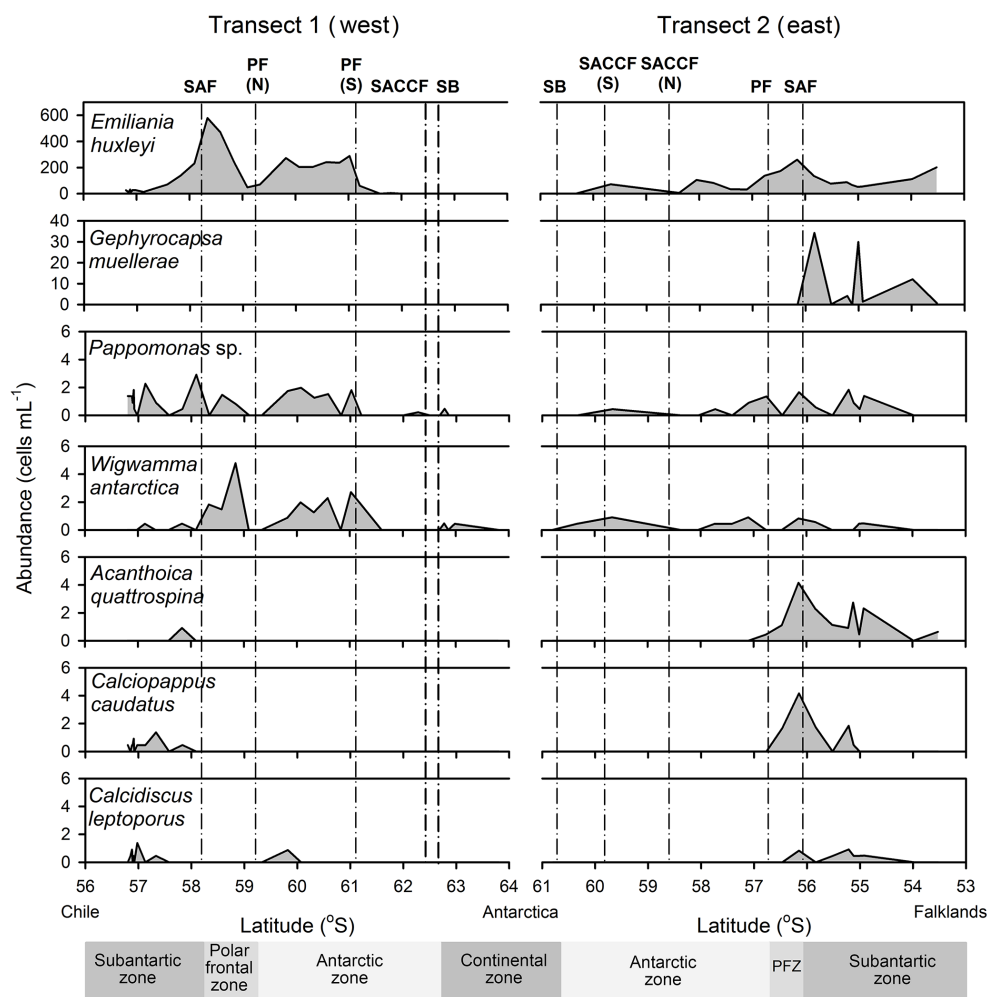 Transect 1 (west)
Transect 2 (east)
SAF
PF
(N)
PF
(S)
SACCF
SB
SB
SACCF
(S)
SACCF
(N)
PF
SAF
Abundance (cells mL-1)
600
400
200
0
Emiliania
huxleyi
40
30
20
10
0
Gephyrocapsa
muellerae
6
4
2
0
Pappomonas sp.
6
4
2
0
Wigwamma
antarctica
6
4
2
0
Acanthoica
quattrospina
6
4
2
0
Calciopappus
caudatus
6
4
2
0
Calcidiscus
leptoporus
56 57 58 59 60 61 62 63 64
61 60 59 58 57 56 55 54 53
Chile
Antarctica
Falklands
Latitude (oS)
Latitude (oS)
Subantartic
zone
Polar
frontal
zone
Antarctic
zone
Continental
zone
Antarctic
zone
PFZ
Subantartic
zone